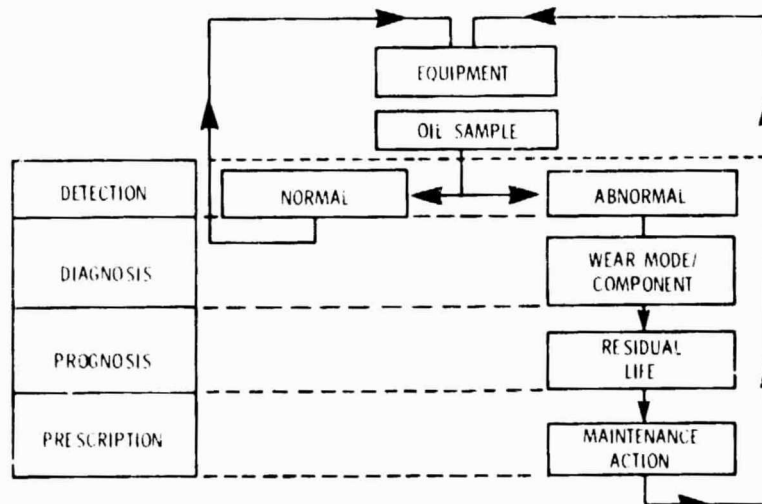 EQUIPMENT
OIL SAMPLE
DETECTION
NORMAL
ABNORMAL
DIAGNOSIS
WEAR MODE/
COMPONENT
PROGNOSIS
RESIDUAL
LIFE
PRESCRIPTION
MAINTENANCE
ACTION